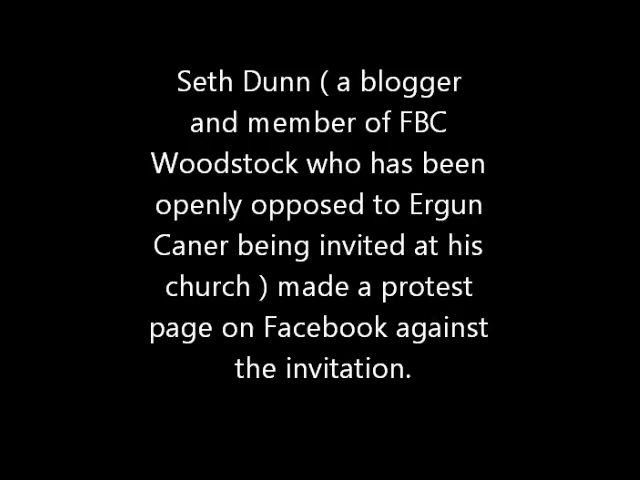 Seth Dunn ( a blogger
and member of FBC
Woodstock who has been
openly opposed to Ergun
Caner being invited at his
church ) made a protest
page on Facebook against
the invitation.